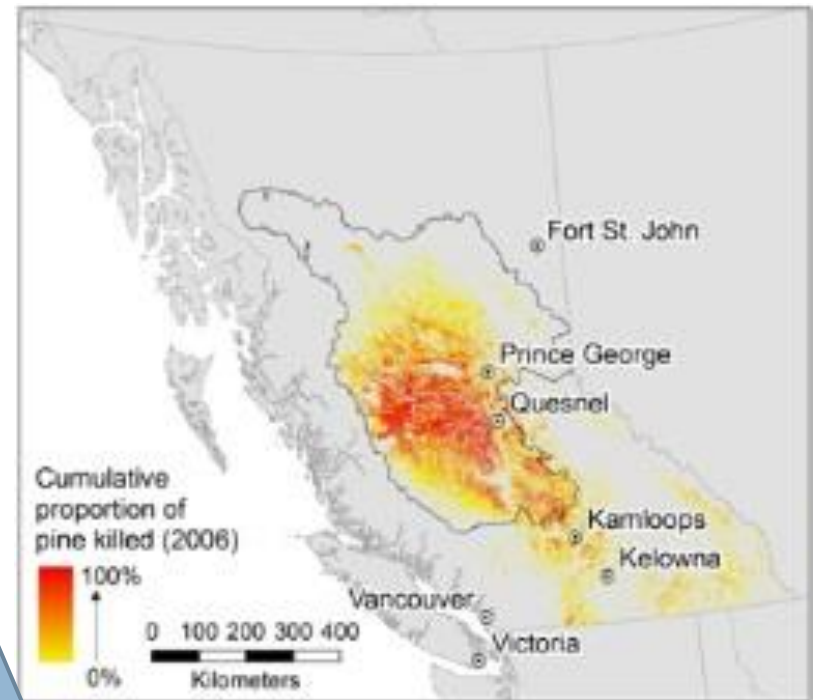 Fort St. John
Prince George
Quesnel
Kamloops
Kelowna
Vancouver
Victoria
Cumulative
proportion of
pine killed (2006)
100%
0%
0 100 200 300 400
Kilometers